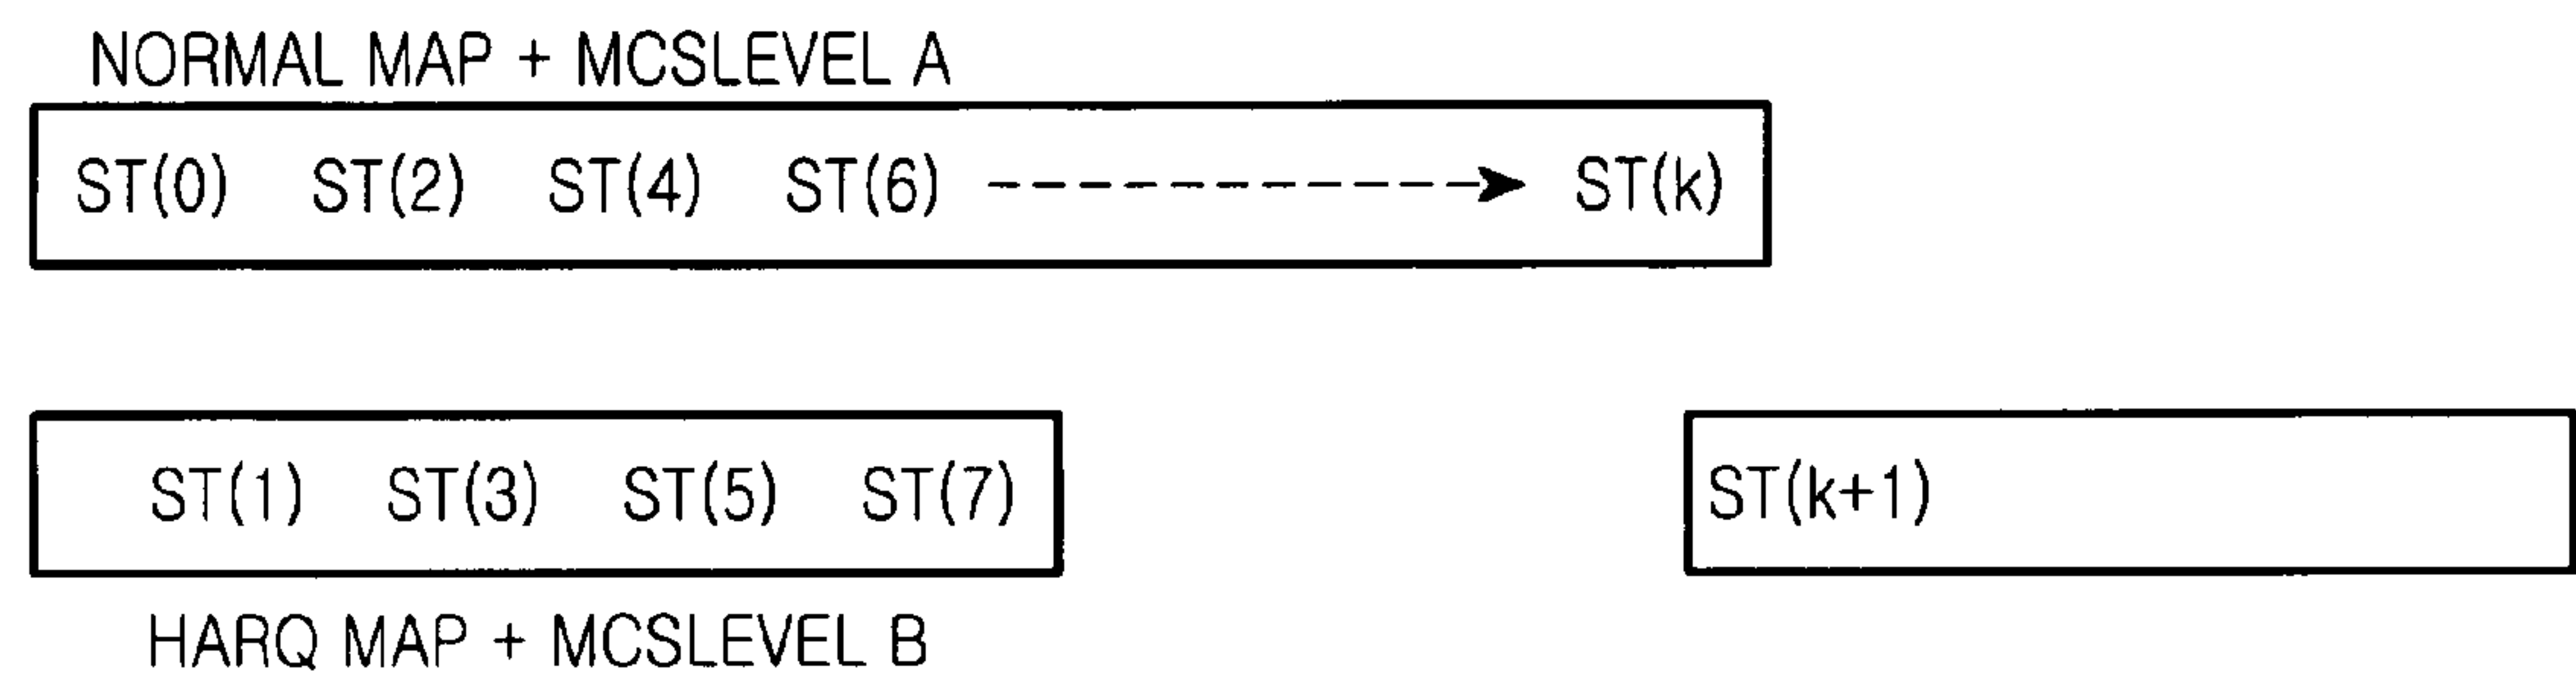 NORMAL MAP + MCSLEVEL A
ST(0) ST(2) ST(4) ST(6) ST(k)
ST(1) ST(3) ST(5) ST(7) ST(k+1)
HARQ MAP + MCSLEVEL B